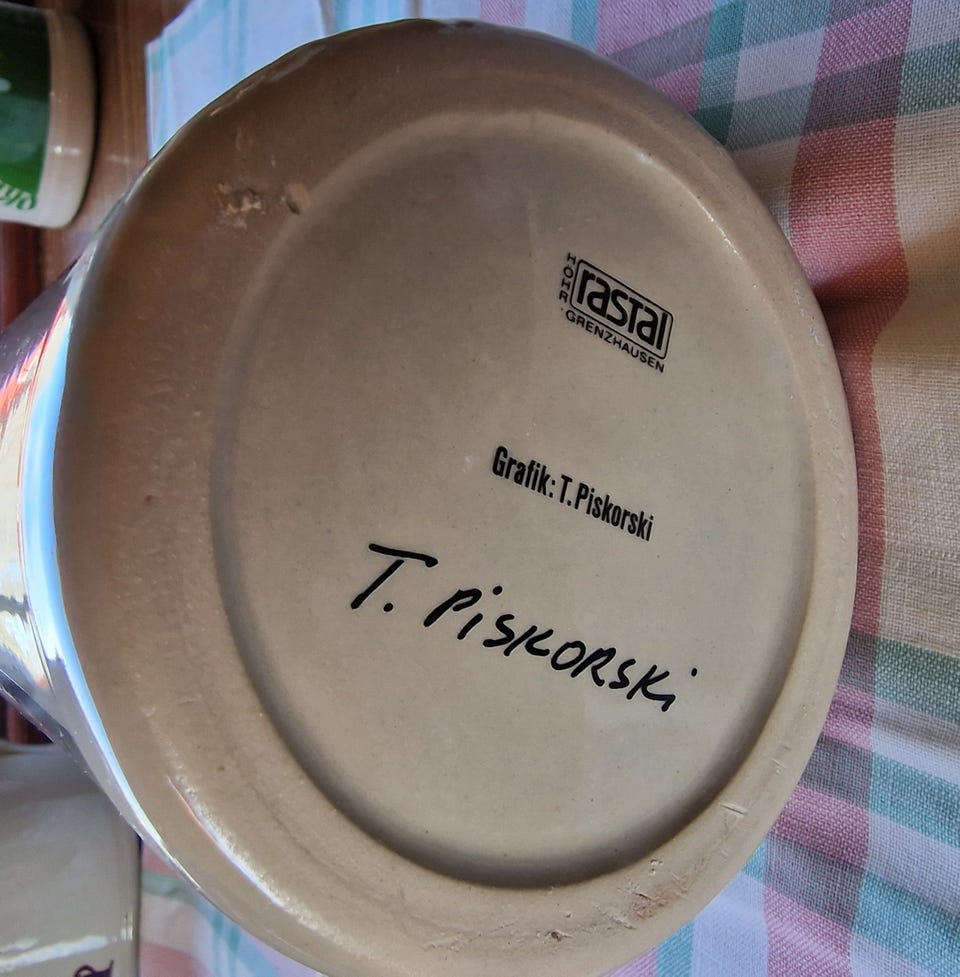 HÖHR
rastal
GRENZHAUSEN
Grafik: T. Piskorski
T. PISKORSKI